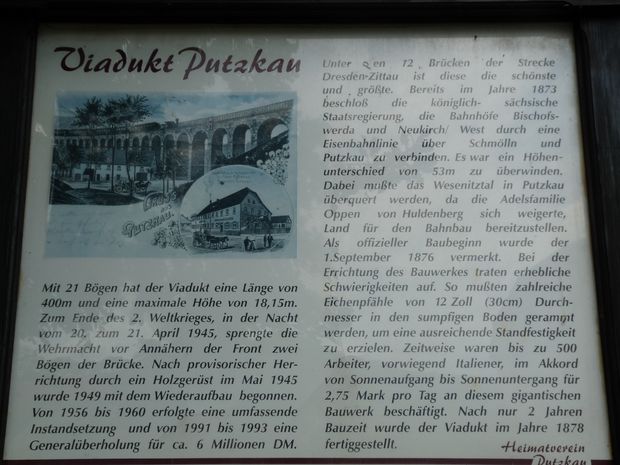 Viadukt Putzkau
Gruss aus
Putzkau.
Mit 21 Bögen hat der Viadukt eine Länge von
400m und eine maximale Höhe von 18,15m.
Zum Ende des 2. Weltkrieges, in der Nacht
vom 20. zum 21. April 1945, sprengte die
Wehrmacht vor Annähern der Front zwei
Bögen der Brücke. Nach provisorischer Her-
richtung durch ein Holzgerüst im Mai 1945
wurde 1949 mit dem Wiederaufbau begonnen.
Von 1956 bis 1960 erfolgte eine umfassende
Instandsetzung und von 1991 bis 1993 eine
Generalüberholung für ca. 6 Millionen DM.
Unter den 12 Brücken der Strecke
Dresden-Zittau ist diese die schönste
und größte. Bereits im Jahre 1873
beschloß die königlich-sächsische
Staatsregierung, die Bahnhöfe Bischofs-
werda und Neukirch/ West durch eine
Eisenbahnlinie über Schmölln und
Putzkau zu verbinden. Es war ein Höhen-
unterschied von 53m zu überwinden.
Dabei mußte das Wesenitztal in Putzkau
überquert werden, da die Adelsfamilie
Oppen von Huldenberg sich weigerte,
Land für den Bahnbau bereitzustellen.
Als offizieller Baubeginn wurde der
1.September 1876 vermerkt. Bei der
Errichtung des Bauwerkes traten erhebliche
Schwierigkeiten auf. So mußten zahlreiche
Eichenpfähle von 12 Zoll (30cm) Durch-
messer in den sumpfigen Boden gerammt
werden, um eine ausreichende Standfestigkeit
zu erzielen. Zeitweise waren bis zu 500
Arbeiter, vorwiegend Italiener, im Akkord
von Sonnenaufgang bis Sonnenuntergang für
2,75 Mark pro Tag an diesem gigantischen
Bauwerk beschäftigt. Nach nur 2 Jahren
Bauzeit wurde der Viadukt im Jahre 1878
fertiggestellt.
Heimatverein
Putzkau